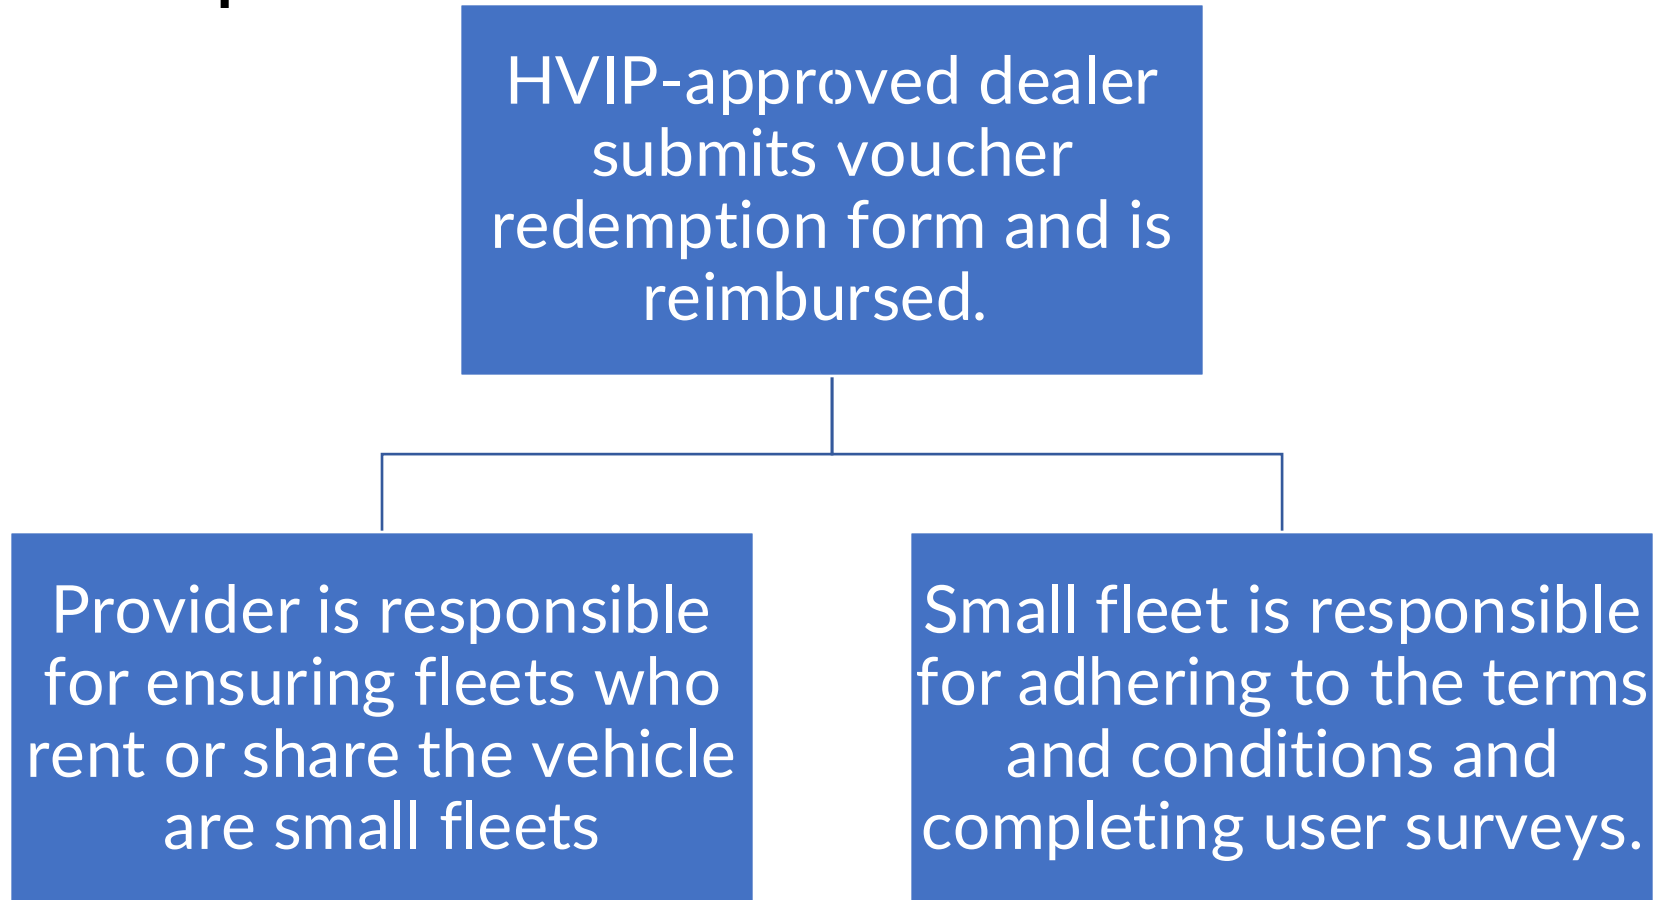 HVIP-approved dealer
submits voucher
redemption form and is
reimbursed.
Provider is responsible
for ensuring fleets who
rent or share the vehicle
are small fleets
Small fleet is responsible
for adhering to the terms
and conditions and
completing user surveys.